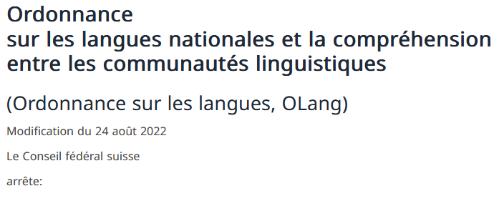 Ordonnance
sur les langues nationales et la compréhension
entre les communautés linguistiques
(Ordonnance sur les langues, OLang)
Modification du 24 août 2022
Le Conseil fédéral suisse
arrête: